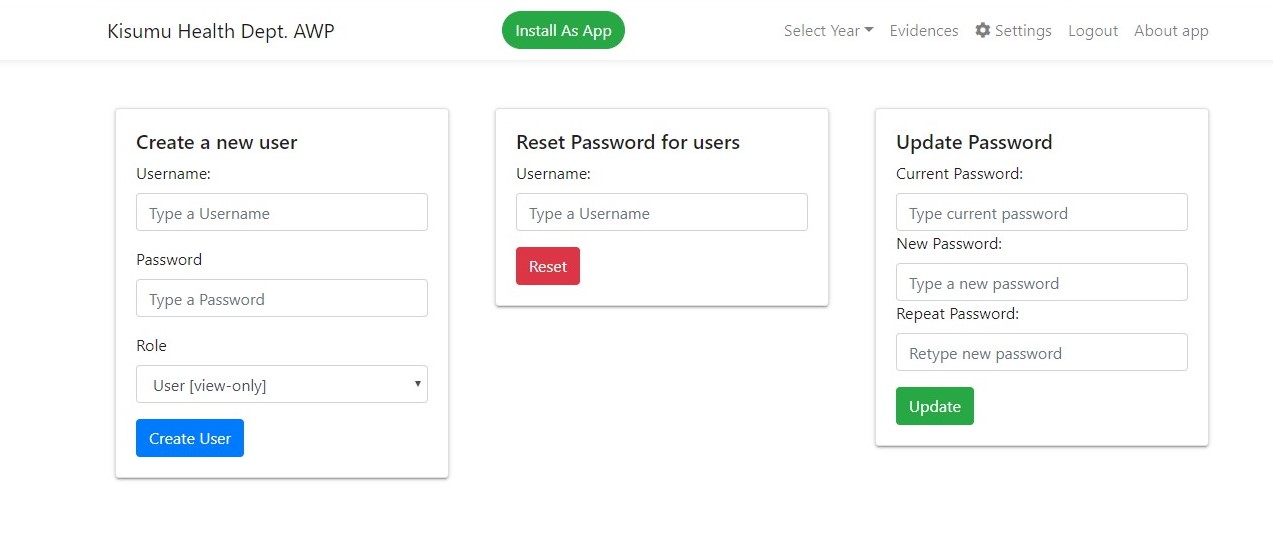 Kisumu Health Dept. AWP
Install As App
Select Year
Evidences
Settings
Logout
About app
Create a new user
Username:
Type a Username
Password
Type a Password
Role
User [view-only]
Create User
Reset Password for users
Username:
Type a Username
Reset
Update Password
Current Password:
Type current password
New Password:
Type a new password
Repeat Password:
Retype new password
Update